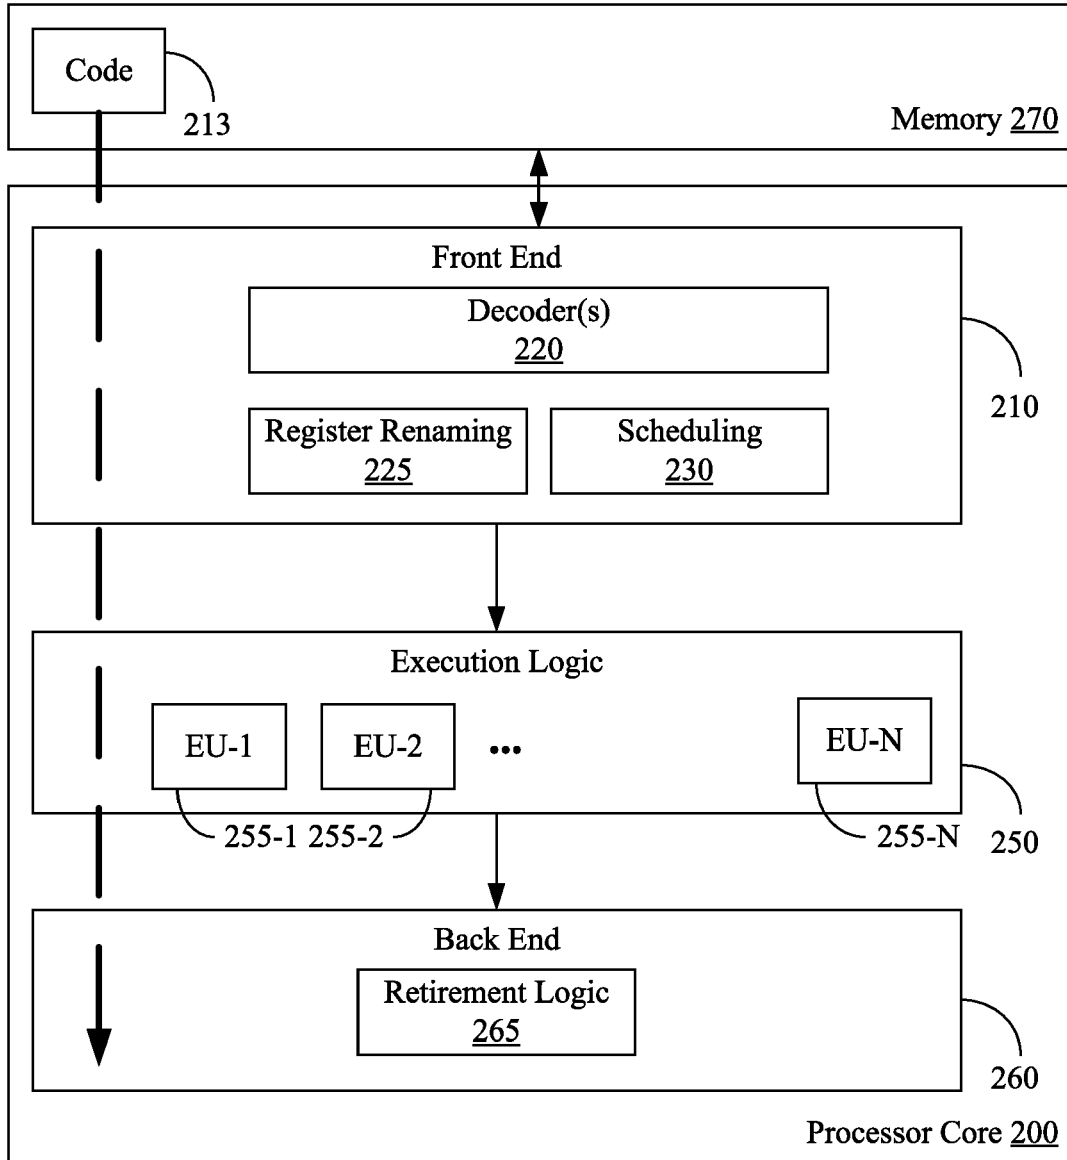 Code
213
Memory 270
Front End
Decoder(s)
220
210
Register Renaming
225
Scheduling
230
Execution Logic
EU-1
EU-2
...
EU-N
255-1
255-2
255-N
250
Back End
Retirement Logic
265
260
Processor Core 200